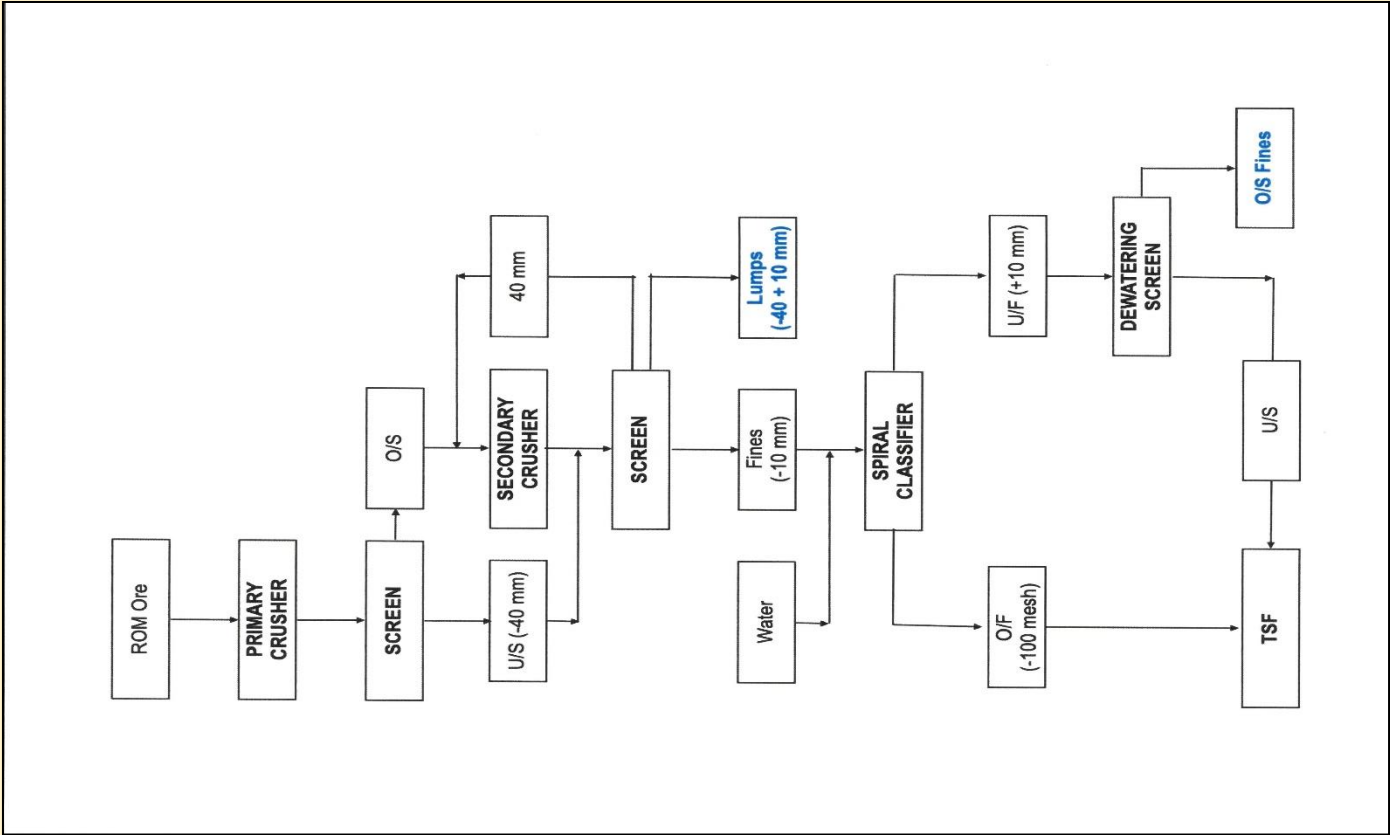 ROM Ore
PRIMARY
CRUSHER
SCREEN
O/S
U/S (-40 mm)
SECONDARY
CRUSHER
40 mm
SCREEN
Lumps
(-40 + 10 mm)
Fines
(-10 mm)
Water
SPIRAL
CLASSIFIER
O/F
(-100 mesh)
U/F (+10 mm)
DEWATERING
SCREEN
O/S Fines
U/S
TSF